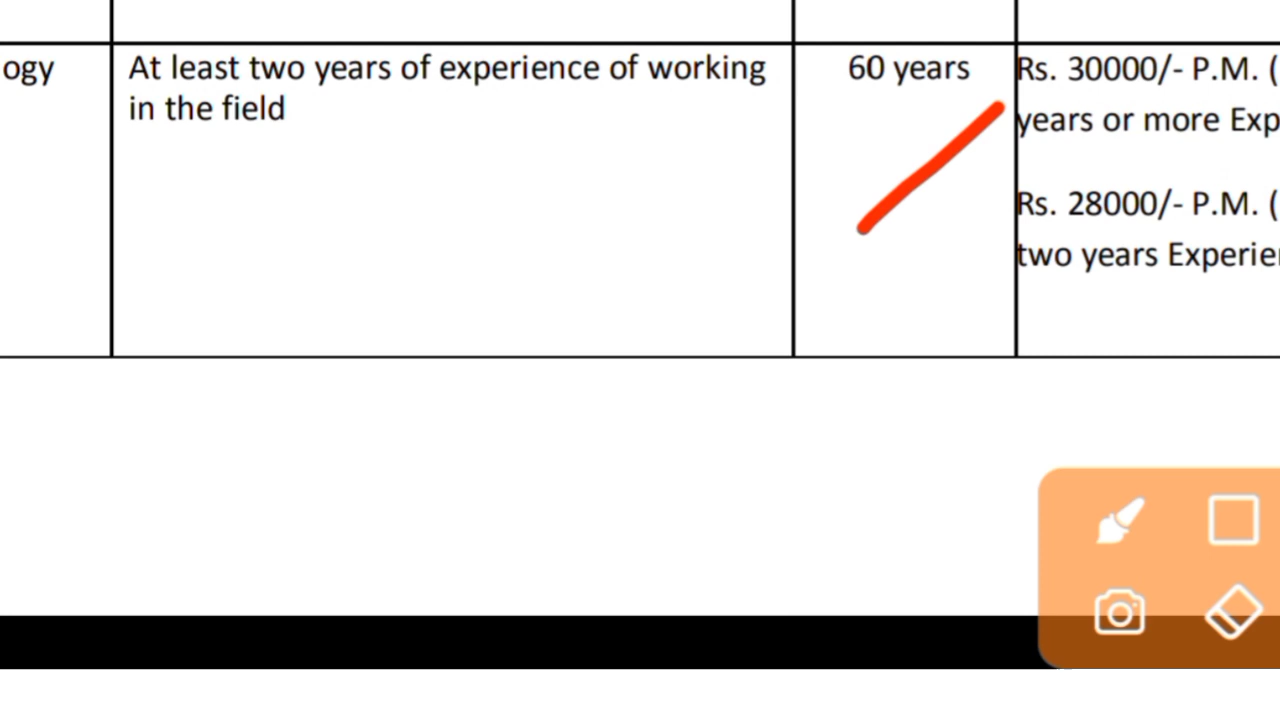 ogy
At least two years of experience of working
in the field
60 years
Rs. 30000/- P.M. (
years or more Exp
Rs. 28000/- P.M. (
two years Experie